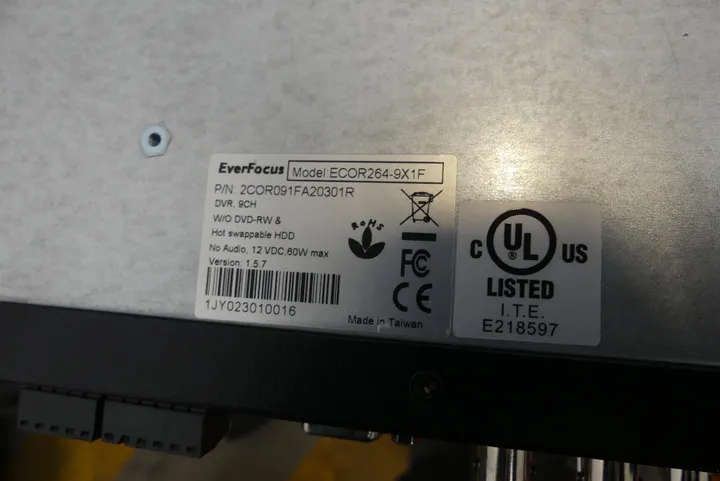 EverFocus Model:ECOR264-9X1F
P/N: 2COR091FA20301R
DVR, 9CH
W/O DVD-RW &
Hot swappable HDD
No Audio, 12 VDC,60W max
Version: 1.5.7
1JY023010016
RoHS
FC
CE
Made in Taiwan
C UL US
®
LISTED
I.T.E.
E218597